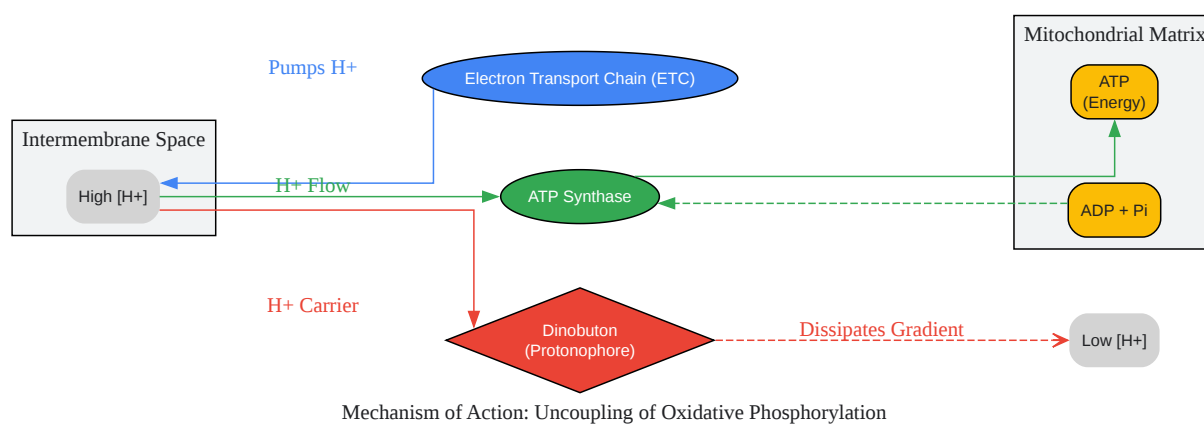 Mitochondrial Matrix
Pumps H+
Electron Transport Chain (ETC)
ATP
(Energy)
Intermembrane Space
High [H+]
H+ Flow
ATP Synthase
ADP + Pi
H+ Carrier
Dinobuton
(Protonophore)
Dissipates Gradient
Low [H+]
Mechanism of Action: Uncoupling of Oxidative Phosphorylation